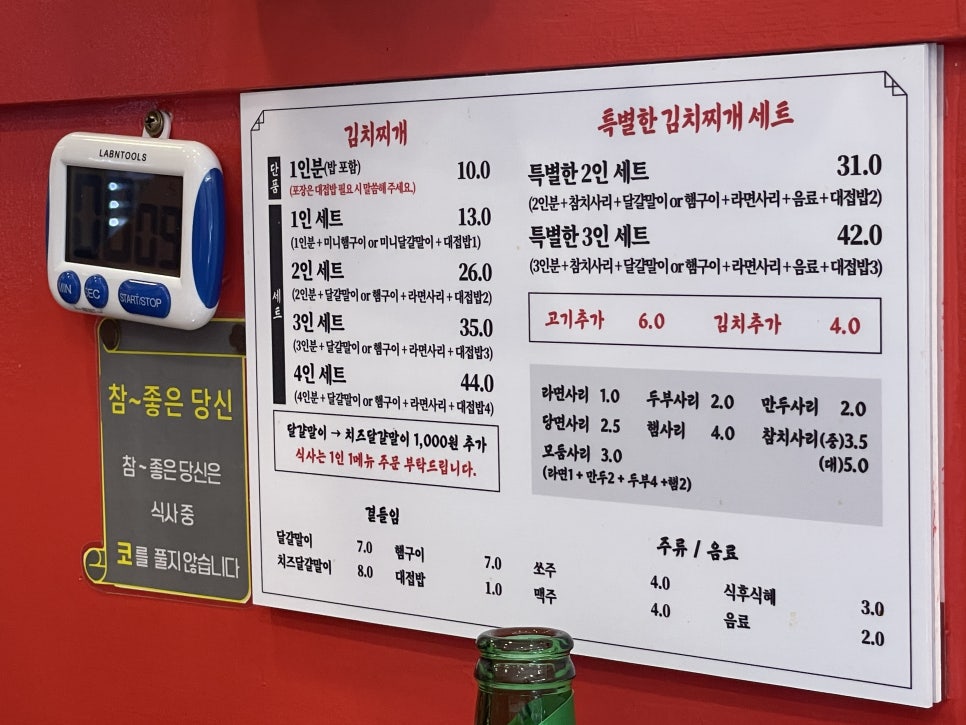 LABNTOOLS
MIN
SEC
START/STOP
참~좋은 당신
참~좋은 당신은
식사 중
코를 풀지 않습니다
김치찌개
단품
1인분(밥 포함) 10.0
(포장은 대접밥 필요 시 말씀해 주세요.)
세트
1인 세트 13.0
(1인분 + 미니햄구이 or 미니달걀말이 + 대접밥1)
2인 세트 26.0
(2인분 + 달걀말이 or 햄구이 + 라면사리 + 대접밥2)
3인 세트 35.0
(3인분 + 달걀말이 or 햄구이 + 라면사리 + 대접밥3)
4인 세트 44.0
(4인분 + 달걀말이 or 햄구이 + 라면사리 + 대접밥4)
달걀말이 → 치즈달걀말이 1,000원 추가
식사는 1인 1메뉴 주문 부탁드립니다.
특별한 김치찌개 세트
특별한 2인 세트 31.0
(2인분 + 참치사리 + 달걀말이 or 햄구이 + 라면사리 + 음료 + 대접밥2)
특별한 3인 세트 42.0
(3인분 + 참치사리 + 달걀말이 or 햄구이 + 라면사리 + 음료 + 대접밥3)
고기추가 6.0 김치추가 4.0
라면사리 1.0 두부사리 2.0 만두사리 2.0
당면사리 2.5 햄사리 4.0 참치사리(중)3.5
모듬사리 3.0 (대)5.0
(라면1 + 만두2 + 두부4 + 햄2)
곁들임
달걀말이 7.0 햄구이 7.0
치즈달걀말이 8.0 대접밥 1.0
주류 / 음료
쏘주 4.0 식후식혜 3.0
맥주 4.0 음료 2.0